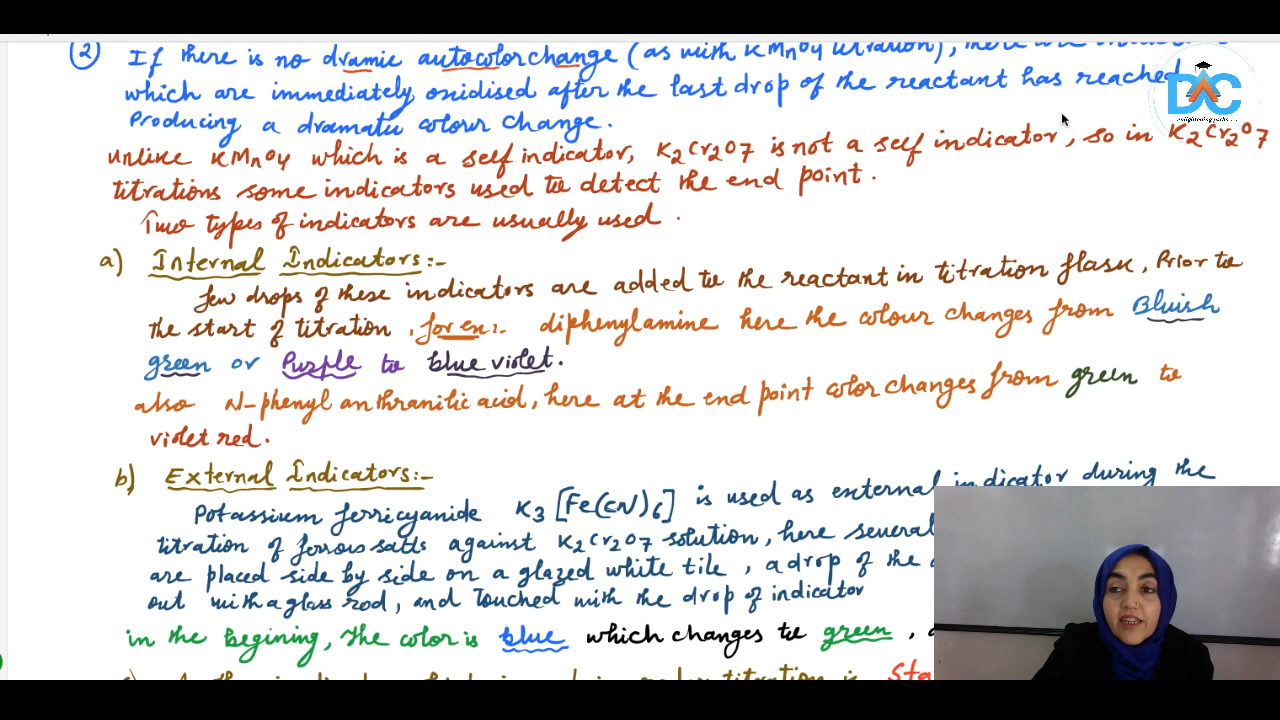 ② If there is no dramic autocolorchange (as with KMnO4 titration), there are
which are immediately oxidised after the last drop of the reactant has reached
Producing a dramatic colour change.
DAC
unlike KMnO4 which is a self indicator, K2Cr2O7 is not a self indicator, so in K2Cr2O7
titrations some indicators used to detect the end point.
Two types of indicators are usually used.
a) Internal Indicators:-
few drops of these indicators are added to the reactant in titration flask, Prior to
the start of titration, for ex:. diphenylamine here the colour changes from Bluish
green or Purple to blue violet.
also N-phenyl anthranilic acid, here at the end point color changes from green to
violet red.
b) External Indicators:-
Potassium ferricyanide K3 [Fe(CN)6] is used as external indicator during the
titration of ferrous salts against K2Cr2O7 solution, here several
are placed side by side on a glazed white tile, a drop of the
out with a glass rod, and touched with the drop of indicator
in the begining, the color is blue which changes to green,